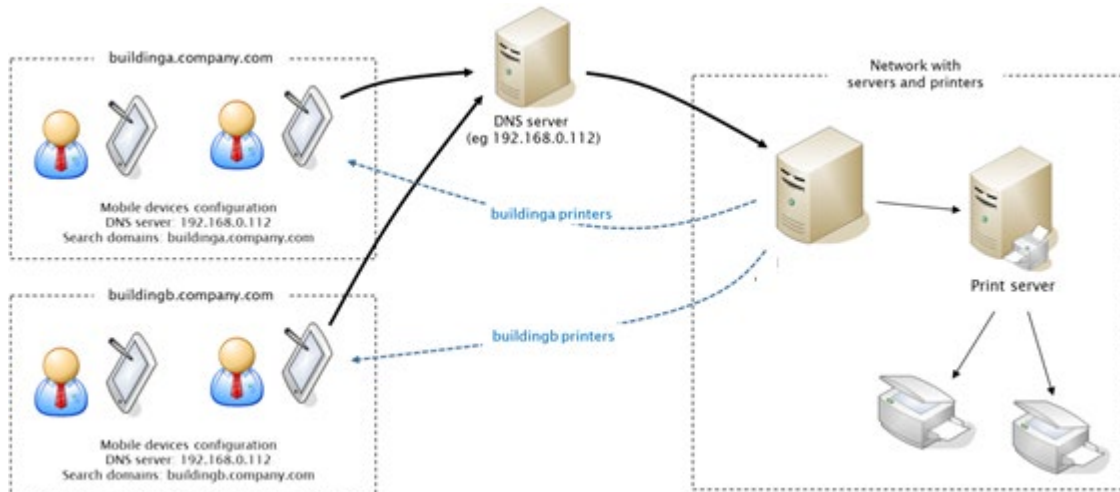 buildinga.company.com
Mobile devices configuration
DNS server: 192.168.0.112
Search domains: buildinga.company.com
buildingb.company.com
Mobile devices configuration
DNS server: 192.168.0.112
Search domains: buildingb.company.com
DNS server
(eg 192.168.0.112)
buildinga printers
buildingb printers
Network with
servers and printers
Print server